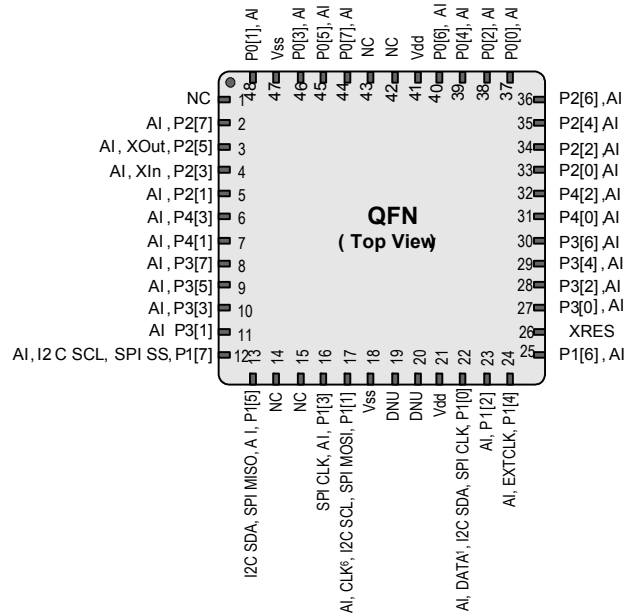 P0[1], AI
Vss
P0[3], AI
P0[5], AI
P0[7], AI
NC
NC
Vdd
P0[6], AI
P0[4], AI
P0[2], AI
P0[0], AI
48
47
46
45
44
43
42
41
40
39
38
37
NC 1
AI , P2[7] 2
AI , XOut , P2[5] 3
AI , XIn , P2[3] 4
AI , P2[1] 5
AI , P4[3] 6
AI , P4[1] 7
AI , P3[7] 8
AI , P3[5] 9
AI , P3[3] 10
AI P3[1] 11
AI, I2 C SCL, SPI SS, P1[7] 12
QFN
( Top View)
36 P2[6] ,AI
35 P2[4] ,AI
34 P2[2] ,AI
33 P2[0] ,AI
32 P4[2] , AI
31 P4[0] , AI
30 P3[6] , AI
29 P3[4] , AI
28 P3[2] , AI
27 P3[0] , AI
26 XRES
25 P1[6] , AI
13
14
15
16
17
18
19
20
21
22
23
24
I2C SDA, SPI MISO, A I, P1[5]
NC
NC
SPI CLK, AI, P1[3]
AI, CLK⁶, I2C SCL, SPI MOSI, P1[1]
Vss
DNU
DNU
Vdd
AI, DATA¹, I2C SDA, SPI CLK, P1[0]
AI, P1[2]
AI, EXTCLK, P1[4]